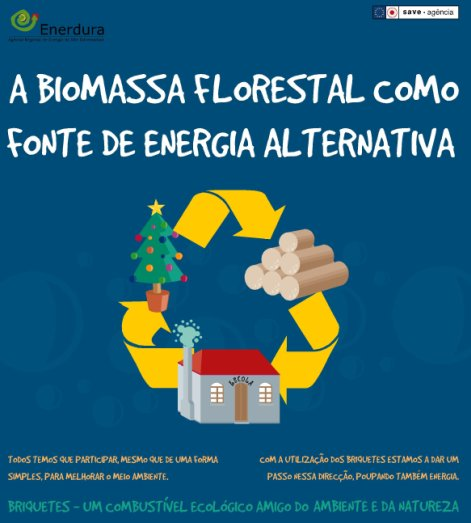 Enerdura
save · agência
A BIOMASSA FLORESTAL COMO
FONTE DE ENERGIA ALTERNATIVA
ESCOLA
TODOS TEMOS QUE PARTICIPAR, MESMO QUE DE UMA FORMA
SIMPLES, PARA MELHORAR O MEIO AMBIENTE.
COM A UTILIZAÇÃO DOS BRIQUETES ESTAMOS A DAR UM
PASSO NESSA DIRECÇÃO, POUPANDO TAMBÉM ENERGIA.
BRIQUETES - UM COMBUSTÍVEL ECOLÓGICO AMIGO DO AMBIENTE E DA NATUREZA